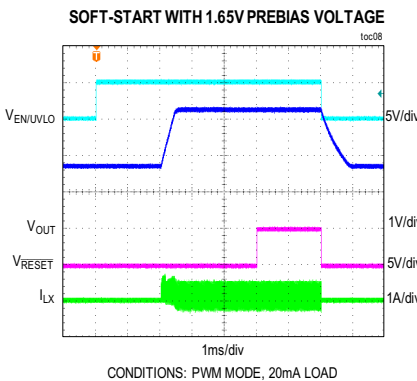 SOFT-START WITH 1.65V PREBIAS VOLTAGE
toc08
T
VEN/UVLO
5V/div
VOUT
1V/div
VRESET
5V/div
ILX
1A/div
1ms/div
CONDITIONS: PWM MODE, 20mA LOAD